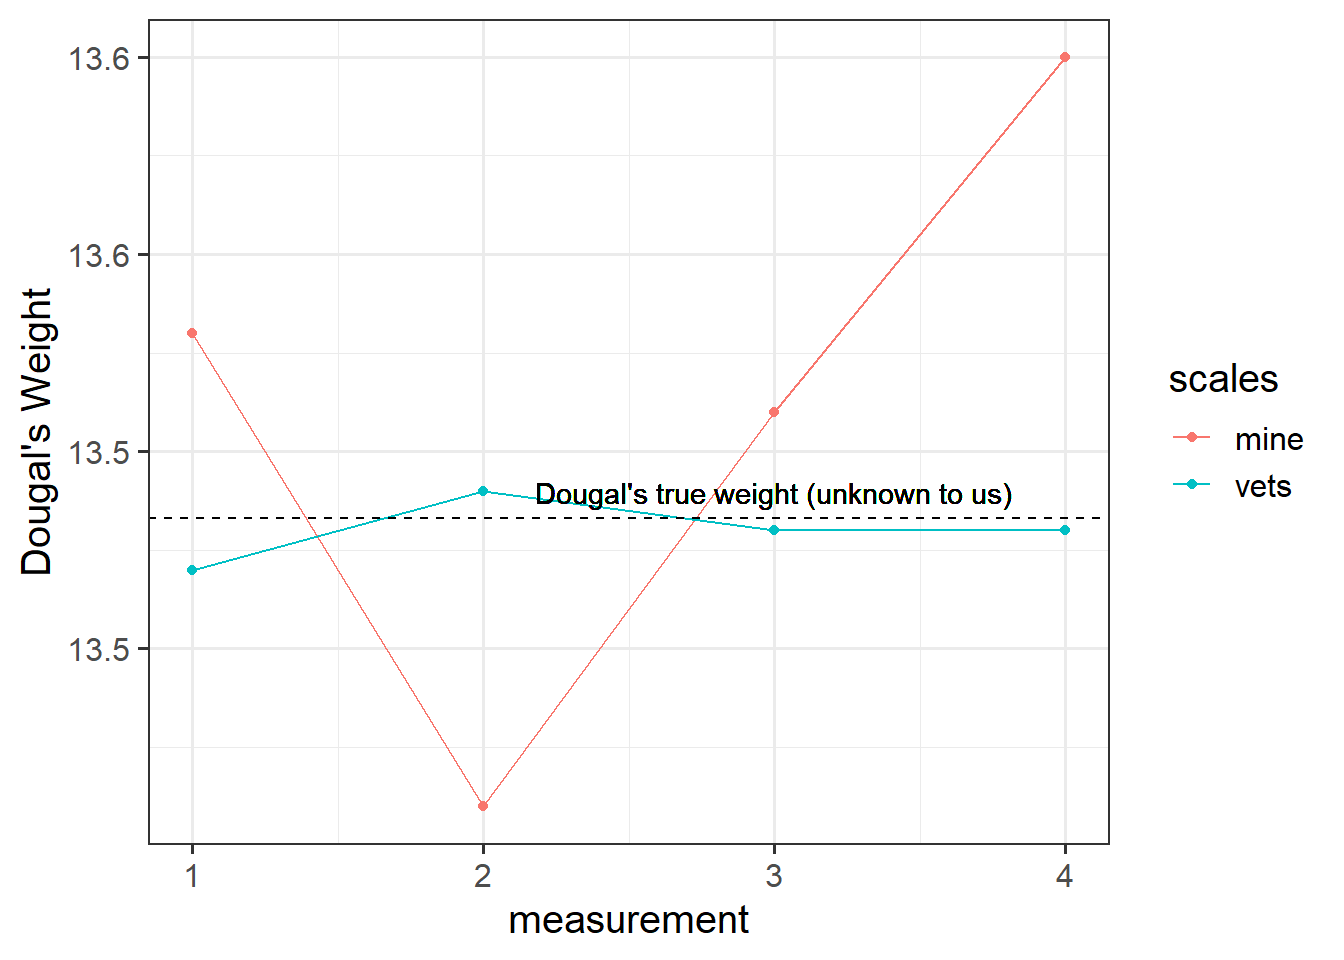 13.6
13.6
13.5
13.5
Dougal's Weight
Dougal's true weight (unknown to us)
1 2 3 4
measurement
scales
mine
vets